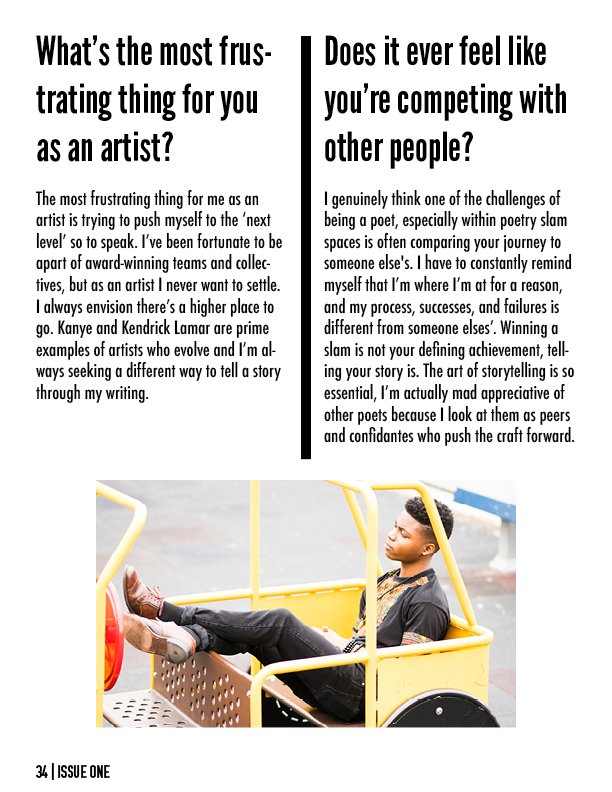 What's the most frus-
trating thing for you
as an artist?
The most frustrating thing for me as an
artist is trying to push myself to the ‘next
level’ so to speak. I’ve been fortunate to be
apart of award-winning teams and collec-
tives, but as an artist I never want to settle.
I always envision there’s a higher place to
go. Kanye and Kendrick Lamar are prime
examples of artists who evolve and I’m al-
ways seeking a different way to tell a story
through my writing.
Does it ever feel like
you’re competing with
other people?
I genuinely think one of the challenges of
being a poet, especially within poetry slam
spaces is often comparing your journey to
someone else's. I have to constantly remind
myself that I’m where I’m at for a reason,
and my process, successes, and failures is
different from someone elses’. Winning a
slam is not your defining achievement, tell-
ing your story is. The art of storytelling is so
essential, I’m actually mad appreciative of
other poets because I look at them as peers
and confidantes who push the craft forward.
34 | ISSUE ONE